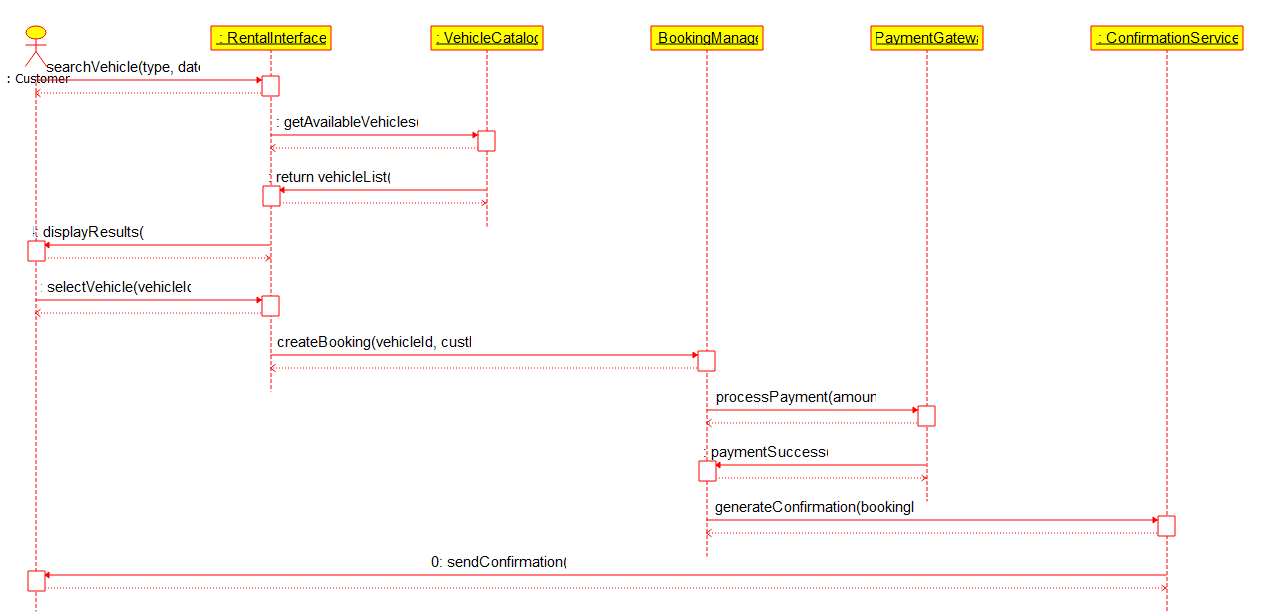 : RentalInterface
: VehicleCatalog
BookingManage
PaymentGatewa
: ConfirmationService
: Customer
searchVehicle(type, date
: getAvailableVehicles(
: return vehicleList(
: displayResults(
: selectVehicle(vehicleId
createBooking(vehicleId, custI
processPayment(amoun
: paymentSuccess(
generateConfirmation(bookingI
0: sendConfirmation(